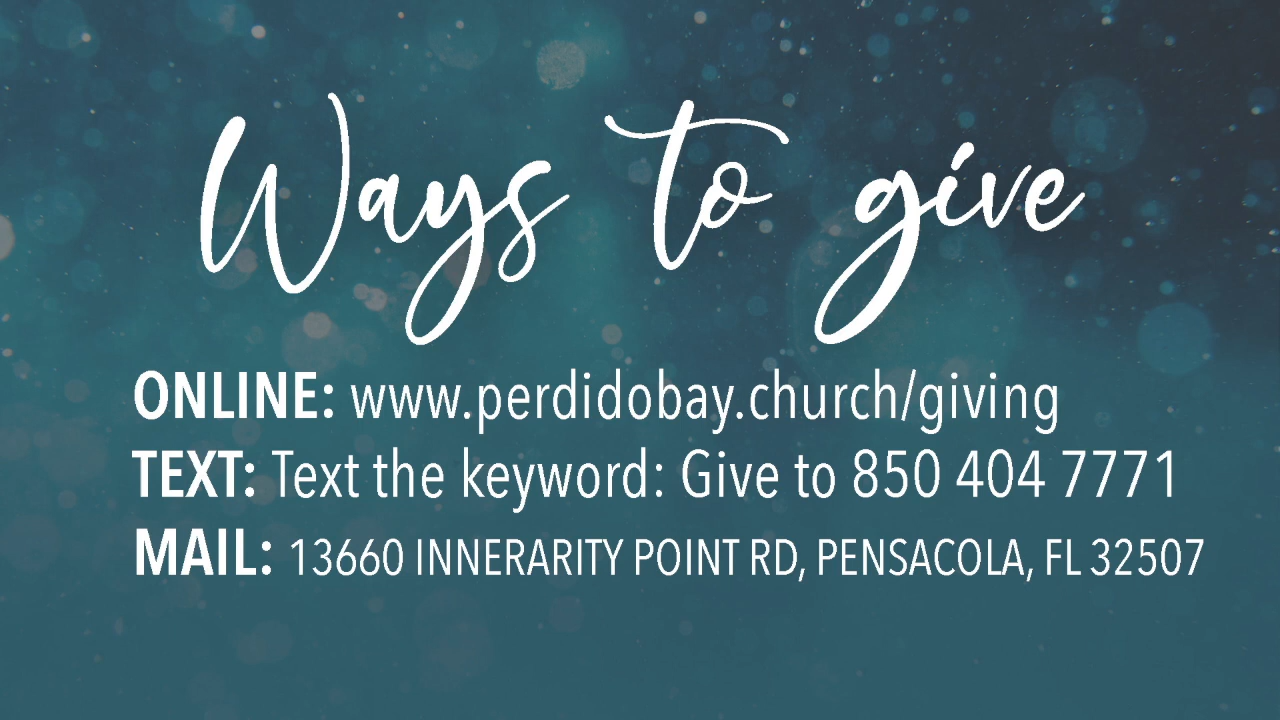 Ways to give
ONLINE: www.perdidobay.church/giving
TEXT: Text the keyword: Give to 850 404 7771
MAIL: 13660 INNERARITY POINT RD, PENSACOLA, FL 32507